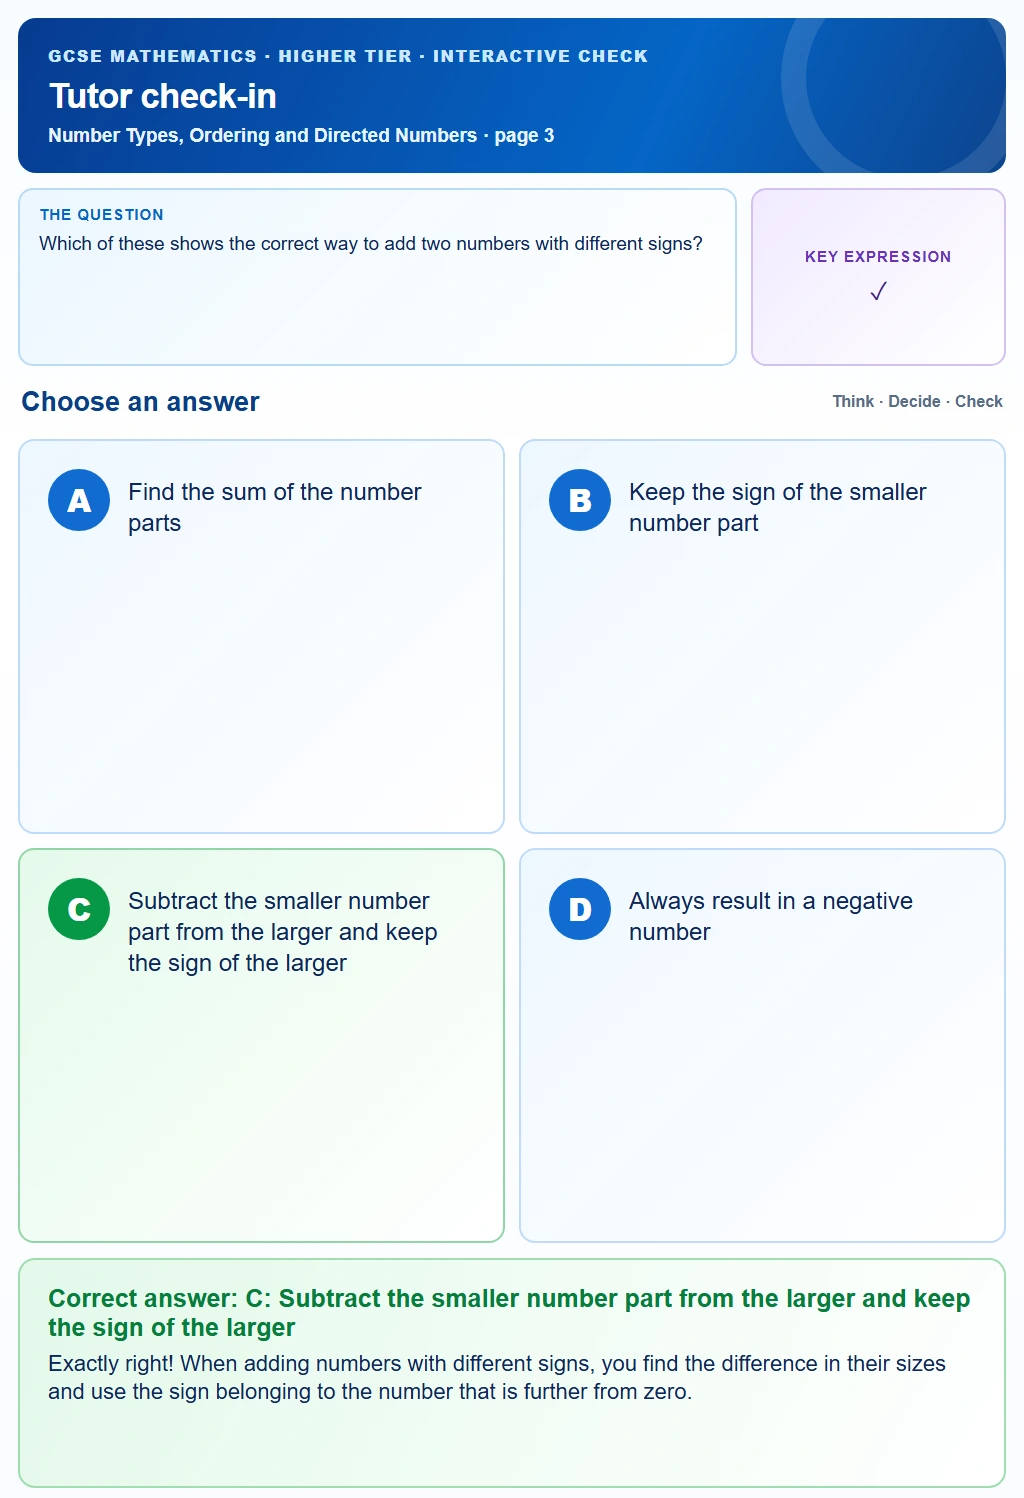 GCSE MATHEMATICS · HIGHER TIER · INTERACTIVE CHECK
Tutor check-in
Number Types, Ordering and Directed Numbers · page 3
THE QUESTION
Which of these shows the correct way to add two numbers with different signs?
KEY EXPRESSION
✓
Choose an answer
Think · Decide · Check
A
Find the sum of the number
parts
B
Keep the sign of the smaller
number part
C
Subtract the smaller number
part from the larger and keep
the sign of the larger
D
Always result in a negative
number
Correct answer: C: Subtract the smaller number part from the larger and keep
the sign of the larger
Exactly right! When adding numbers with different signs, you find the difference in their sizes
and use the sign belonging to the number that is further from zero.